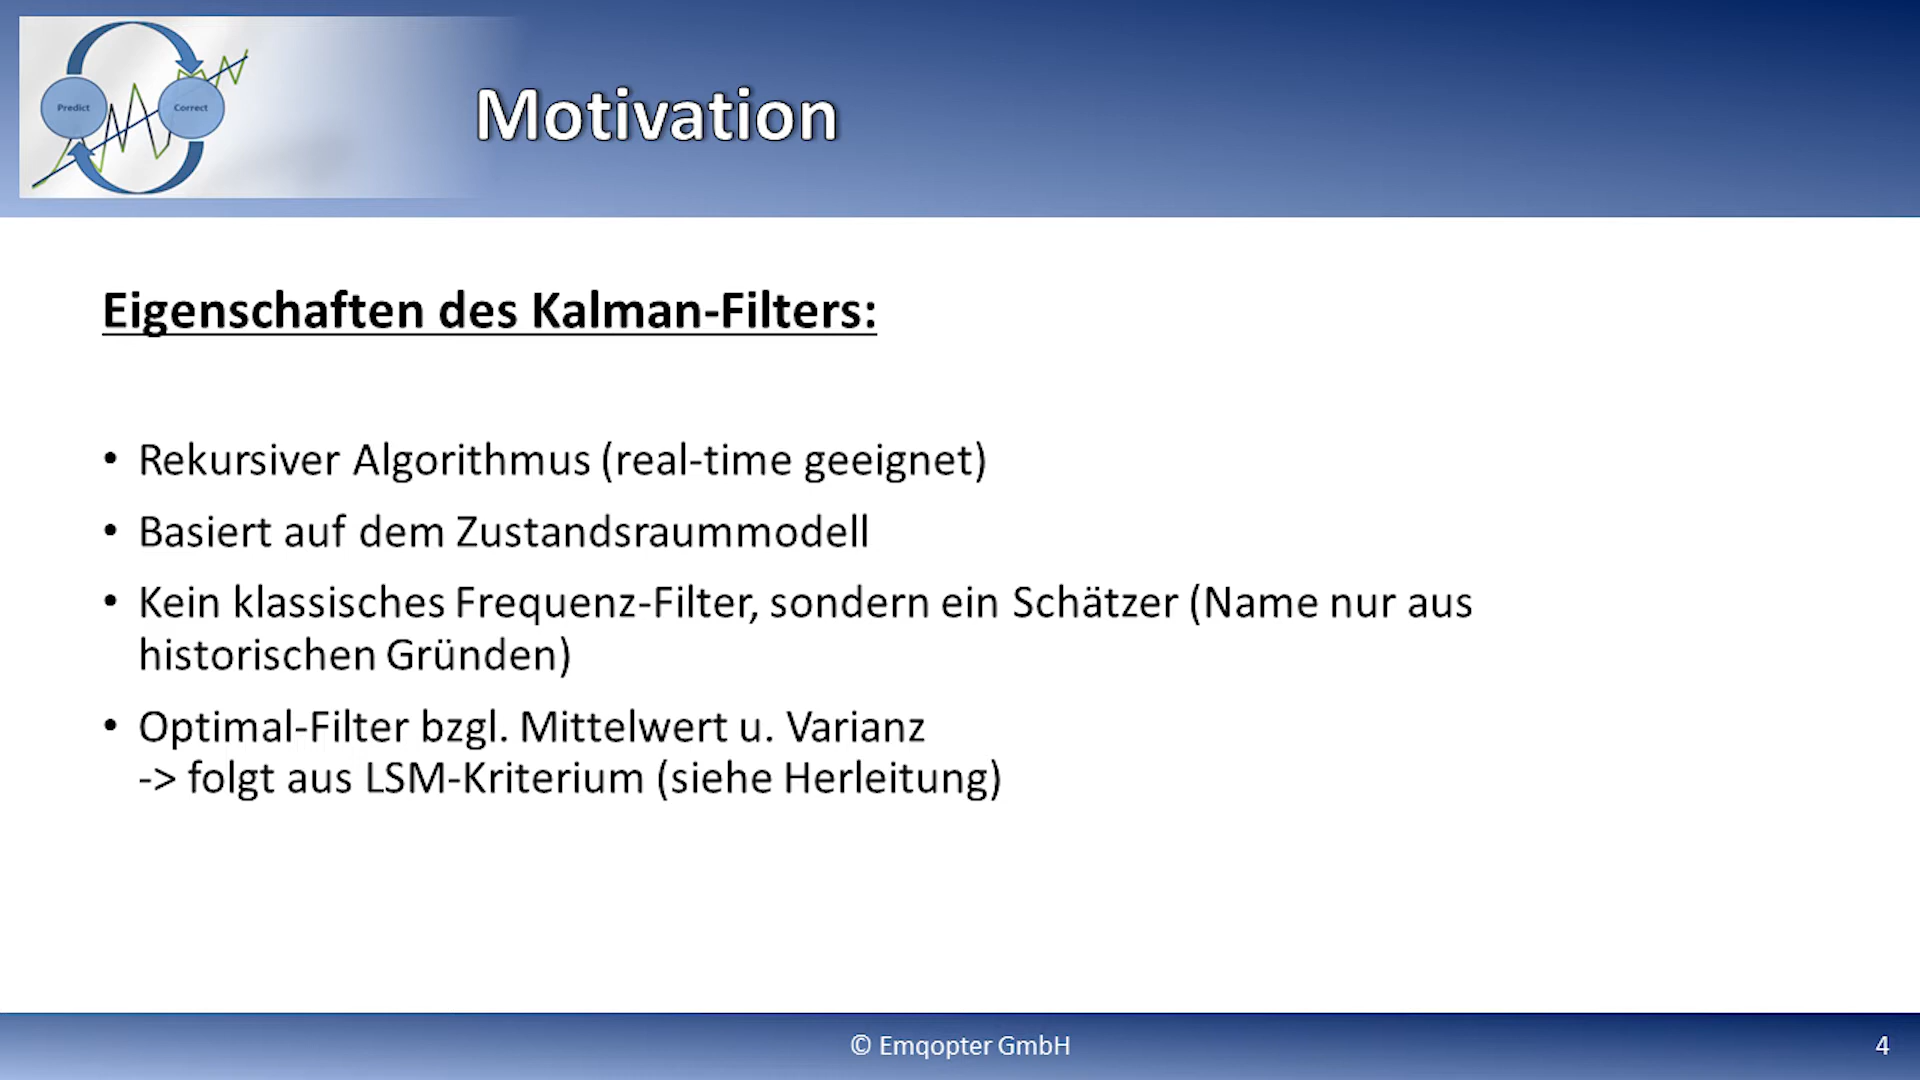 Predict
Correct
Motivation
Eigenschaften des Kalman-Filters:
• Rekursiver Algorithmus (real-time geeignet)
• Basiert auf dem Zustandsraummodell
• Kein klassisches Frequenz-Filter, sondern ein Schätzer (Name nur aus
historischen Gründen)
• Optimal-Filter bzgl. Mittelwert u. Varianz
-> folgt aus LSM-Kriterium (siehe Herleitung)
© Emqopter GmbH
4